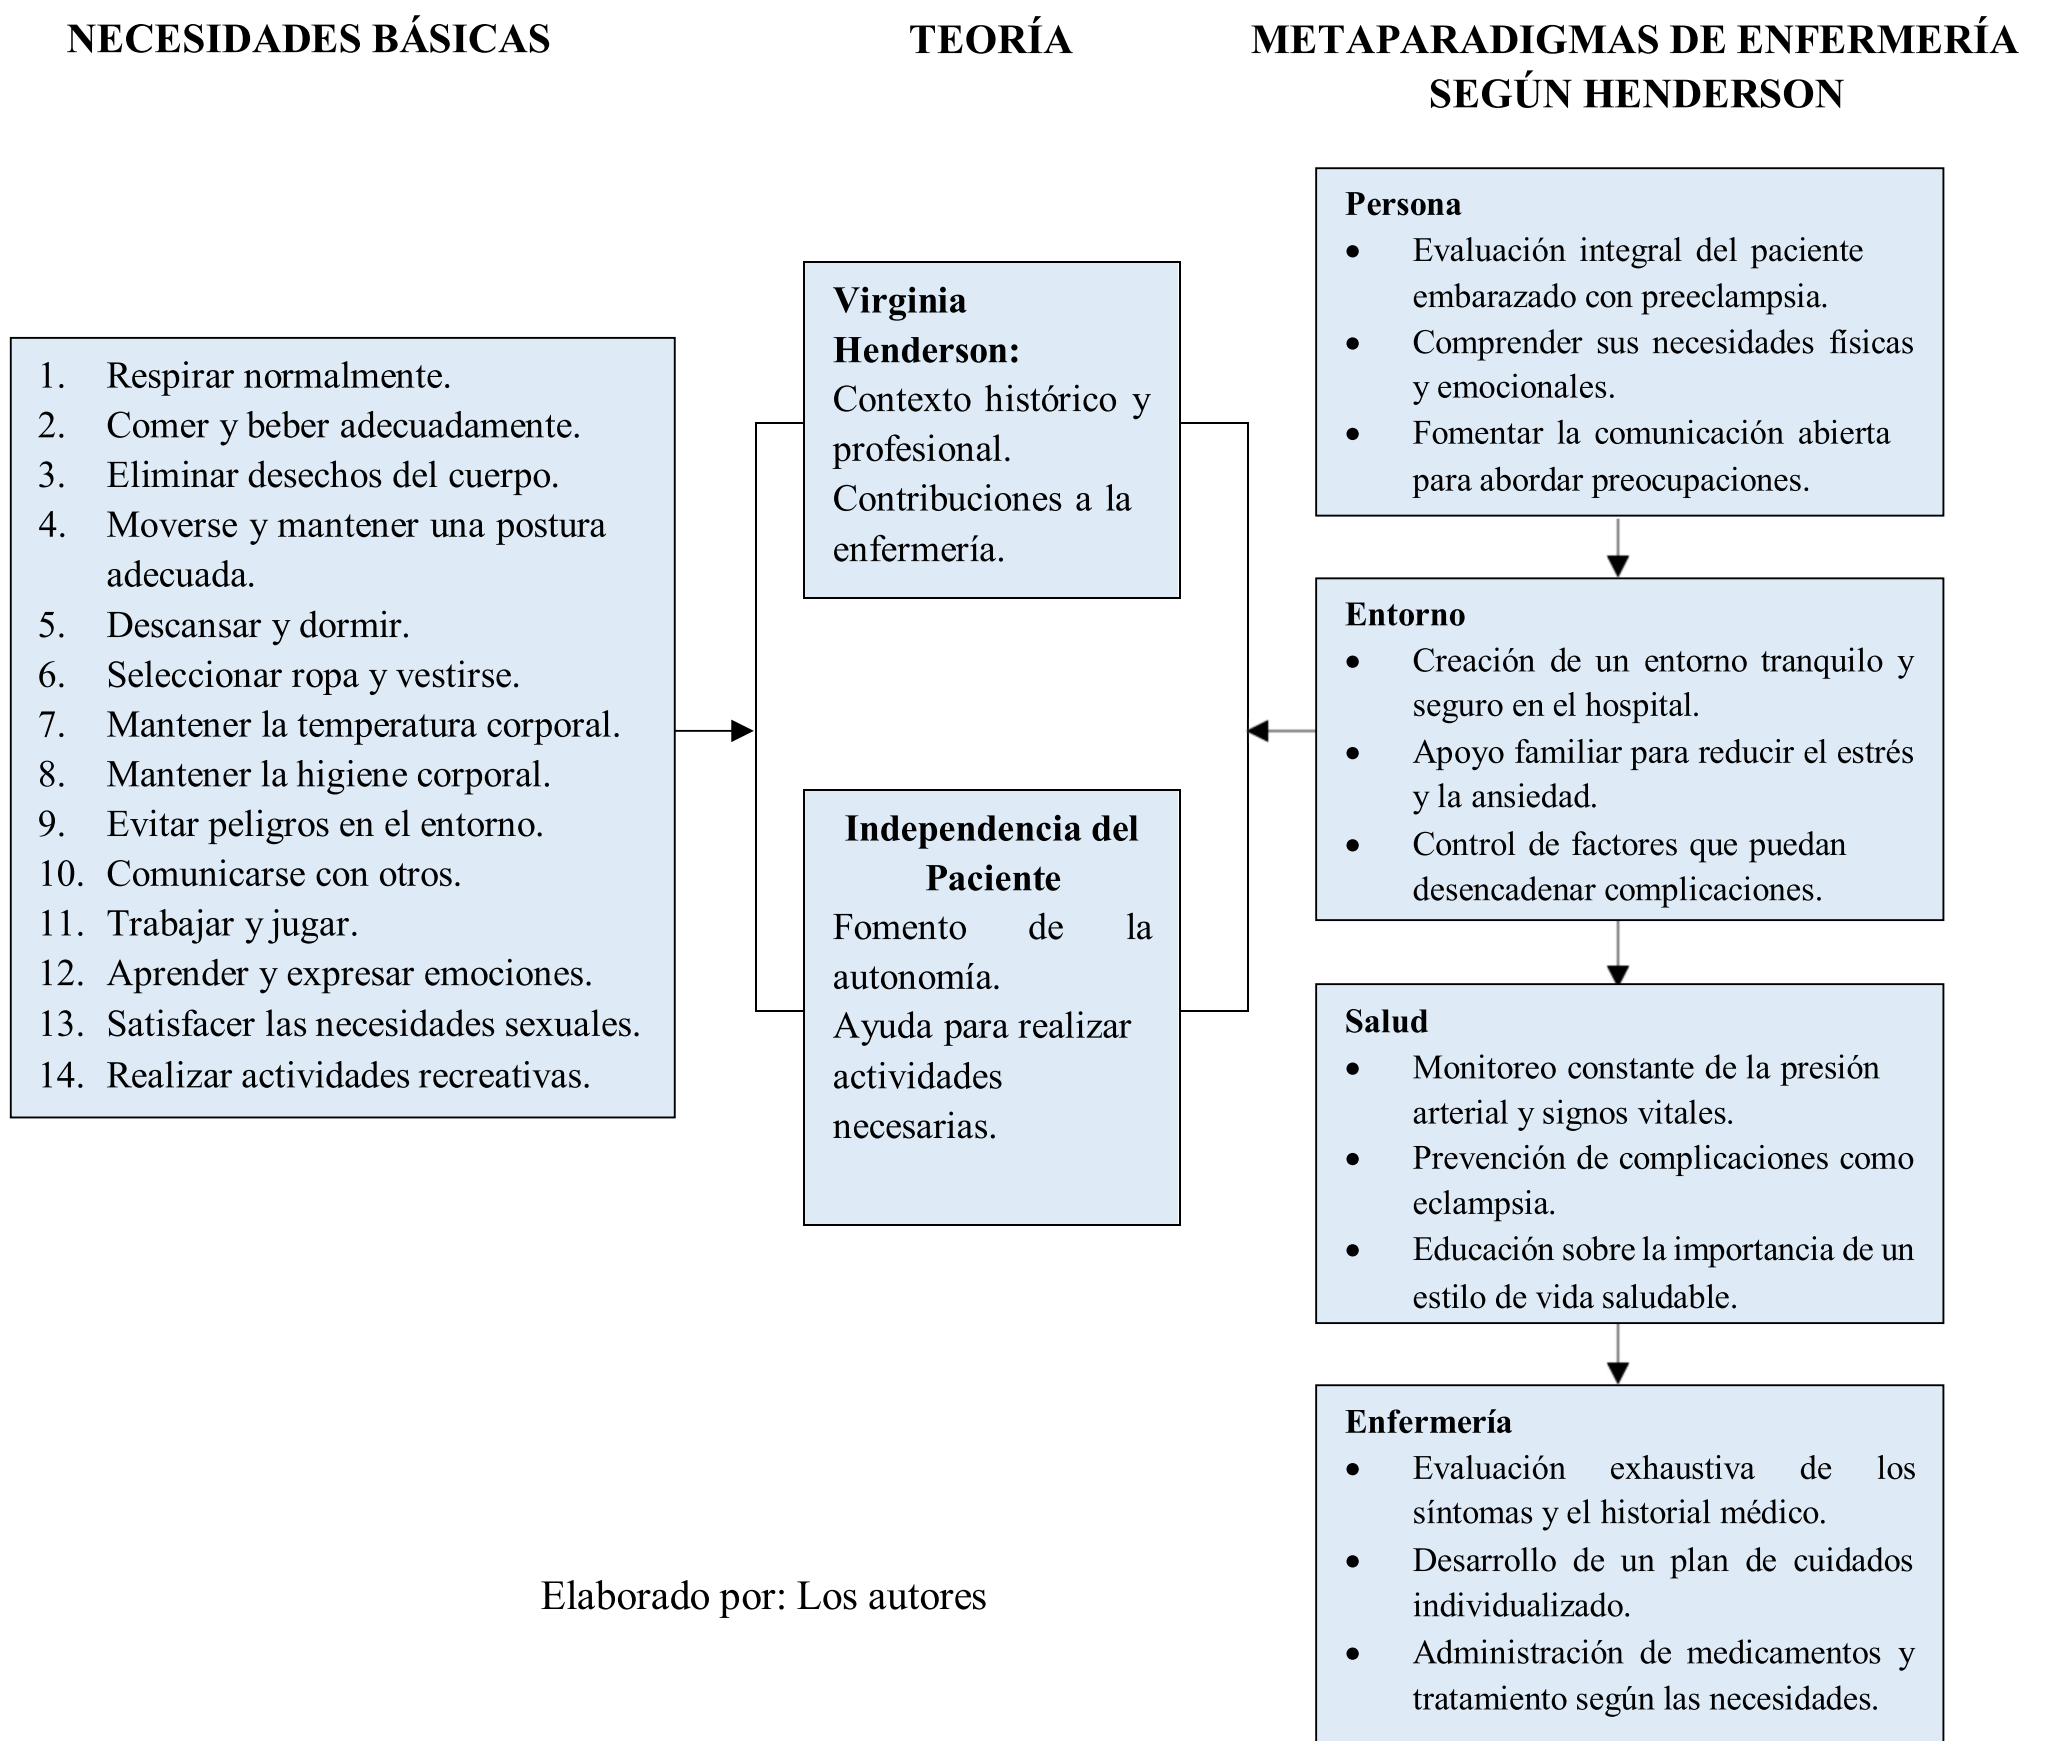 NECESIDADES BÁSICAS
1. Respirar normalmente.
2. Comer y beber adecuadamente.
3. Eliminar desechos del cuerpo.
4. Moverse y mantener una postura
adecuada.
5. Descansar y dormir.
6. Seleccionar ropa y vestirse.
7. Mantener la temperatura corporal.
8. Mantener la higiene corporal.
9. Evitar peligros en el entorno.
10. Comunicarse con otros.
11. Trabajar y jugar.
12. Aprender y expresar emociones.
13. Satisfacer las necesidades sexuales.
14. Realizar actividades recreativas.
TEORÍA
Virginia
Henderson:
Contexto histórico y
profesional.
Contribuciones a la
enfermería.
Independencia del
Paciente
Fomento de la
autonomía.
Ayuda para realizar
actividades
necesarias.
METAPARADIGMAS DE ENFERMERÍA
SEGÚN HENDERSON
Persona
• Evaluación integral del paciente
embarazado con preeclampsia.
• Comprender sus necesidades físicas
y emocionales.
• Fomentar la comunicación abierta
para abordar preocupaciones.
Entorno
• Creación de un entorno tranquilo y
seguro en el hospital.
• Apoyo familiar para reducir el estrés
y la ansiedad.
• Control de factores que puedan
desencadenar complicaciones.
Salud
• Monitoreo constante de la presión
arterial y signos vitales.
• Prevención de complicaciones como
eclampsia.
• Educación sobre la importancia de un
estilo de vida saludable.
Enfermería
• Evaluación exhaustiva de los
síntomas y el historial médico.
• Desarrollo de un plan de cuidados
individualizado.
• Administración de medicamentos y
tratamiento según las necesidades.
Elaborado por: Los autores